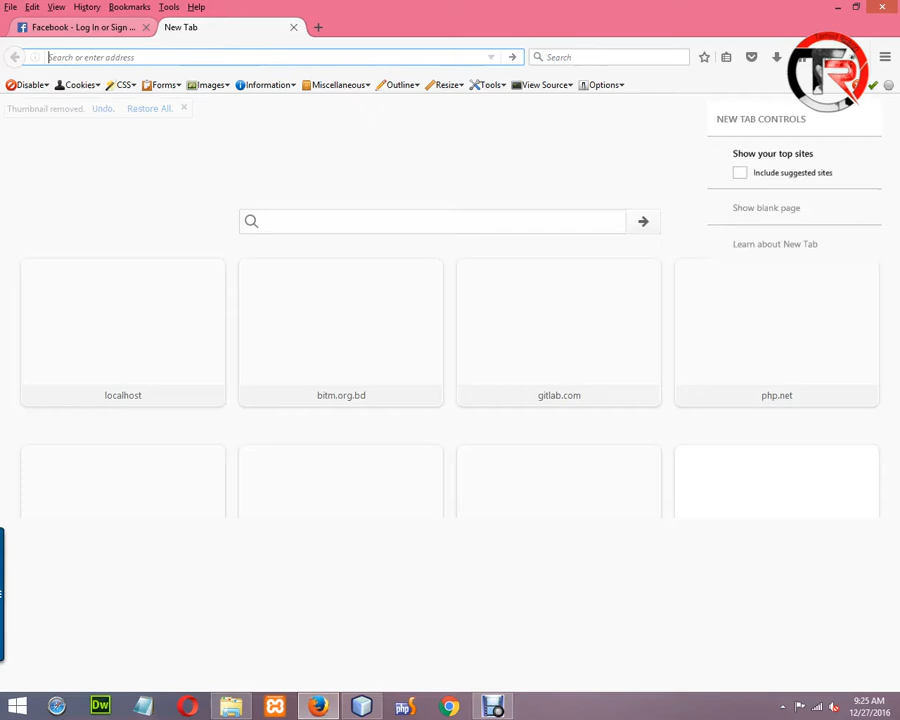 File Edit View History Bookmarks Tools Help
Facebook - Log In or Sign ... New Tab
Search or enter address Search
Disable Cookies CSS Forms Images Information Miscellaneous Outline Resize Tools View Source Options
Thumbnail removed. Undo. Restore All.
NEW TAB CONTROLS
Show your top sites
Include suggested sites
Show blank page
Learn about New Tab
localhost bitm.org.bd gitlab.com php.net
Dw php
9:25 AM
12/27/2016